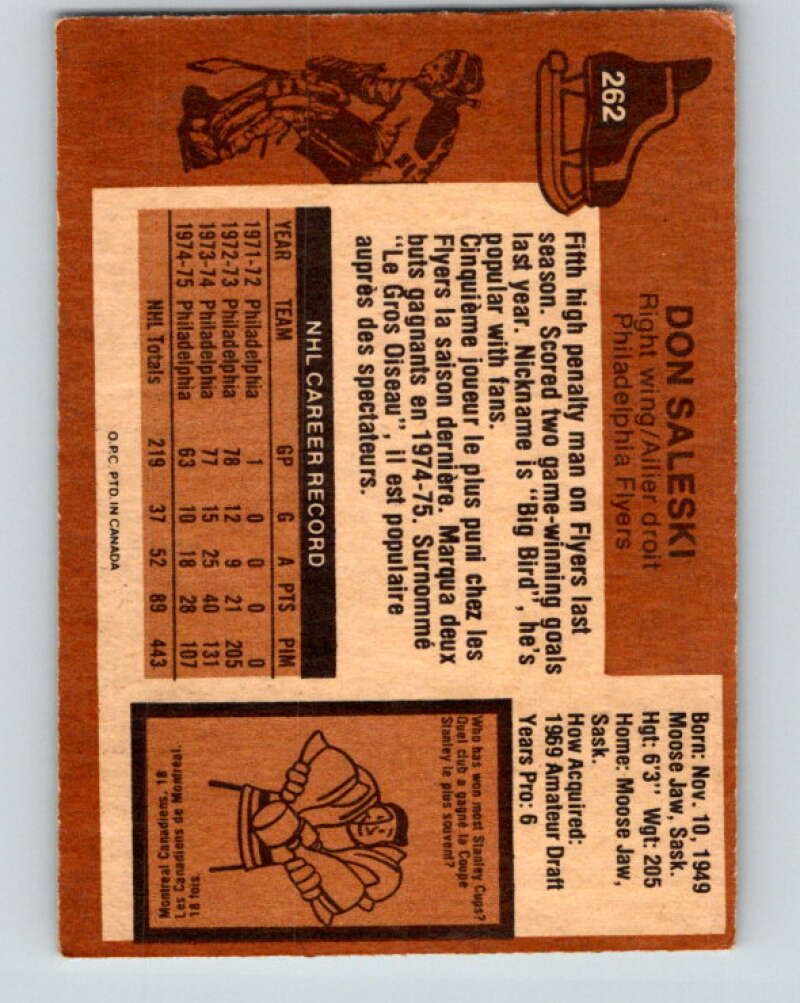 262
DON SALESKI
Right wing/Ailier droit
Philadelphia Flyers
Born: Nov. 10, 1949
Moose Jaw, Sask.
Hgt: 6'3" Wgt: 205
Home: Moose Jaw,
Sask.
How Acquired:
1969 Amateur Draft
Years Pro: 6
Fifth high penalty man on Flyers last
season. Scored two game-winning goals
last year. Nickname is "Big Bird", he's
popular with fans.
Cinquième joueur le plus puni chez les
Flyers la saison dernière. Marqua deux
buts gagnants en 1974-75. Surnommé
"Le Gros Oiseau", il est populaire
auprès des spectateurs.
NHL CAREER RECORD
YEAR TEAM GP G A PTS PIM
1971-72 Philadelphia 1 0 0 0 0
1972-73 Philadelphia 78 12 9 21 205
1973-74 Philadelphia 77 15 25 40 131
1974-75 Philadelphia 63 10 18 28 107
NHL Totals 219 37 52 89 443
O.P.C. PTD. IN CANADA
Who has won most Stanley Cups?
Quel club a gagné la Coupe
Stanley le plus souvent?
Montreal Canadiens, 18
Les Canadiens de Montréal,
18 fois.